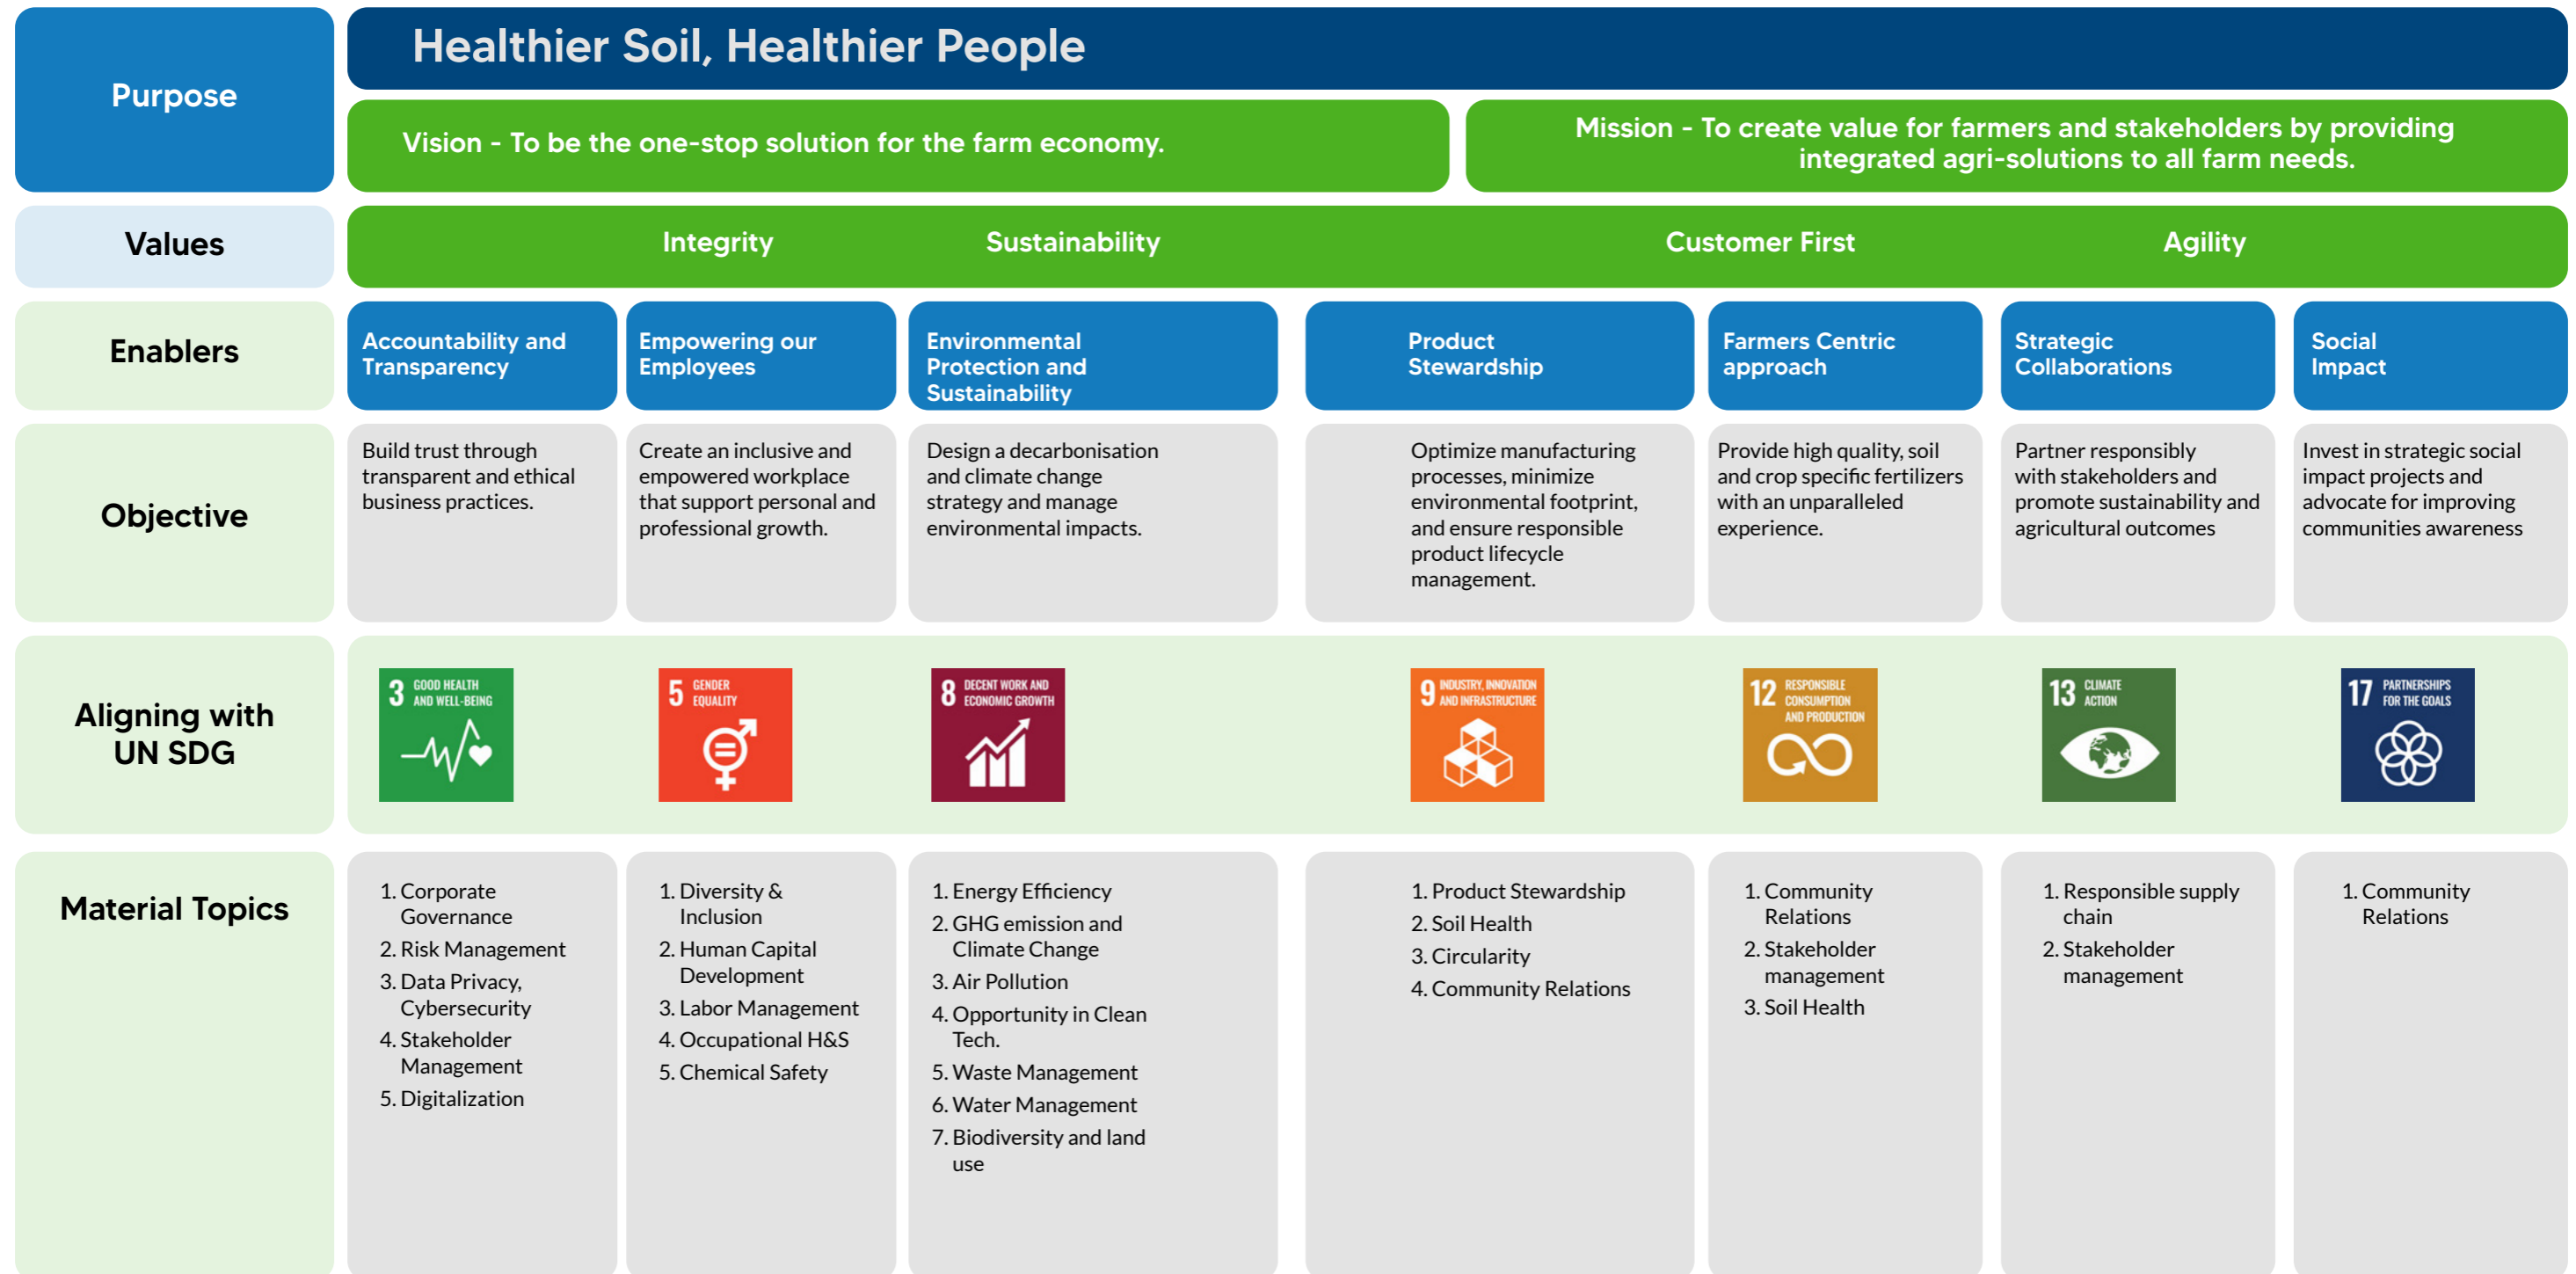 Purpose
Healthier Soil, Healthier People
Vision - To be the one-stop solution for the farm economy.
Mission - To create value for farmers and stakeholders by providing
integrated agri-solutions to all farm needs.
Values
Integrity
Sustainability
Customer First
Agility
Enablers
Accountability and
Transparency
Empowering our
Employees
Environmental
Protection and
Sustainability
Product
Stewardship
Farmers Centric
approach
Strategic
Collaborations
Social
Impact
Objective
Build trust through
transparent and ethical
business practices.
Create an inclusive and
empowered workplace
that support personal and
professional growth.
Design a decarbonisation
and climate change
strategy and manage
environmental impacts.
Optimize manufacturing
processes, minimize
environmental footprint,
and ensure responsible
product lifecycle
management.
Provide high quality, soil
and crop specific fertilizers
with an unparalleled
experience.
Partner responsibly
with stakeholders and
promote sustainability and
agricultural outcomes
Invest in strategic social
impact projects and
advocate for improving
communities awareness
Aligning with
UN SDG
3 GOOD HEALTH
AND WELL-BEING
5 GENDER
EQUALITY
8 DECENT WORK AND
ECONOMIC GROWTH
9 INDUSTRY, INNOVATION
AND INFRASTRUCTURE
12 RESPONSIBLE
CONSUMPTION
AND PRODUCTION
13 CLIMATE
ACTION
17 PARTNERSHIPS
FOR THE GOALS
Material Topics
1. Corporate
Governance
2. Risk Management
3. Data Privacy,
Cybersecurity
4. Stakeholder
Management
5. Digitalization
1. Diversity &
Inclusion
2. Human Capital
Development
3. Labor Management
4. Occupational H&S
5. Chemical Safety
1. Energy Efficiency
2. GHG emission and
Climate Change
3. Air Pollution
4. Opportunity in Clean
Tech.
5. Waste Management
6. Water Management
7. Biodiversity and land
use
1. Product Stewardship
2. Soil Health
3. Circularity
4. Community Relations
1. Community
Relations
2. Stakeholder
management
3. Soil Health
1. Responsible supply
chain
2. Stakeholder
management
1. Community
Relations